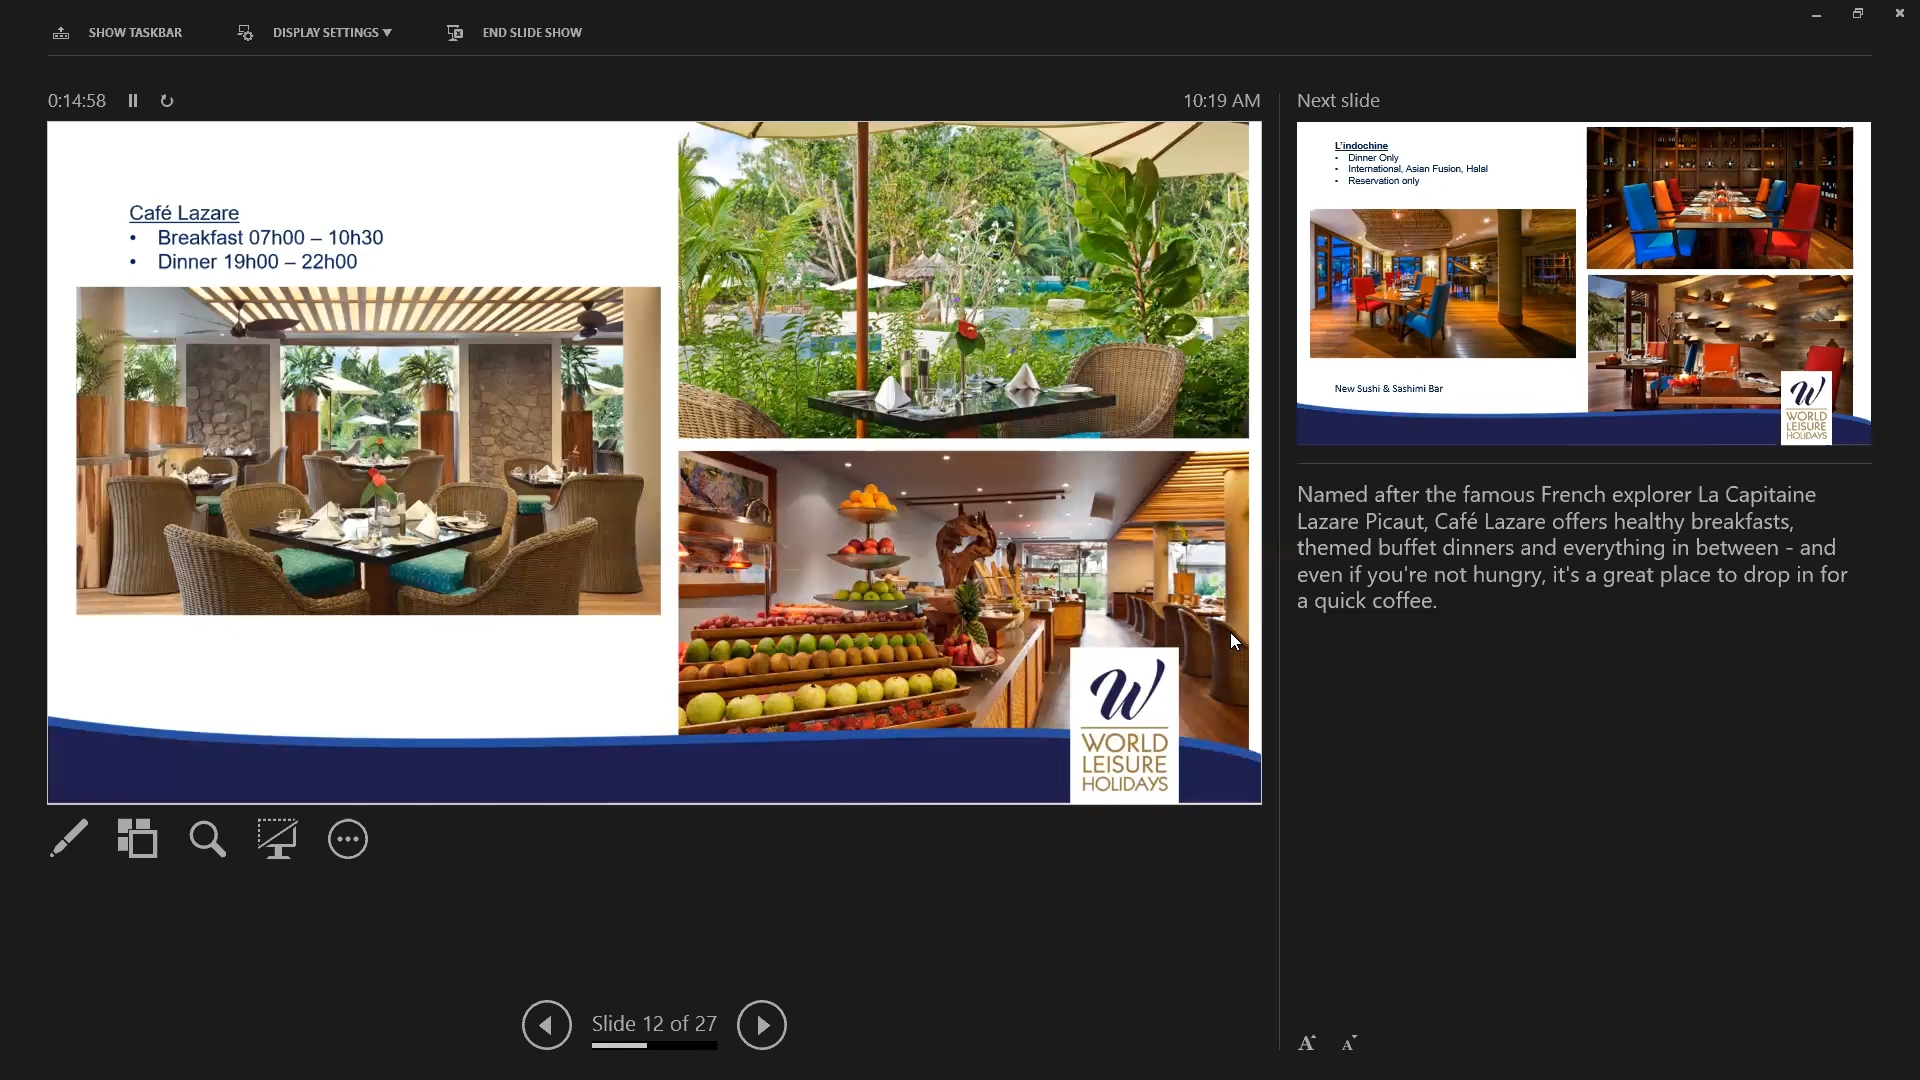 SHOW TASKBAR
DISPLAY SETTINGS ▼
END SLIDE SHOW
0:14:58
10:19 AM
Café Lazare
• Breakfast 07h00 – 10h30
• Dinner 19h00 – 22h00
W
WORLD
LEISURE
HOLIDAYS
Slide 12 of 27
Next slide
L'indochine
• Dinner Only
• International, Asian Fusion, Halal
• Reservation only
New Sushi & Sashimi Bar
W
WORLD
LEISURE
HOLIDAYS
Named after the famous French explorer La Capitaine
Lazare Picaut, Café Lazare offers healthy breakfasts,
themed buffet dinners and everything in between - and
even if you're not hungry, it's a great place to drop in for
a quick coffee.
A A